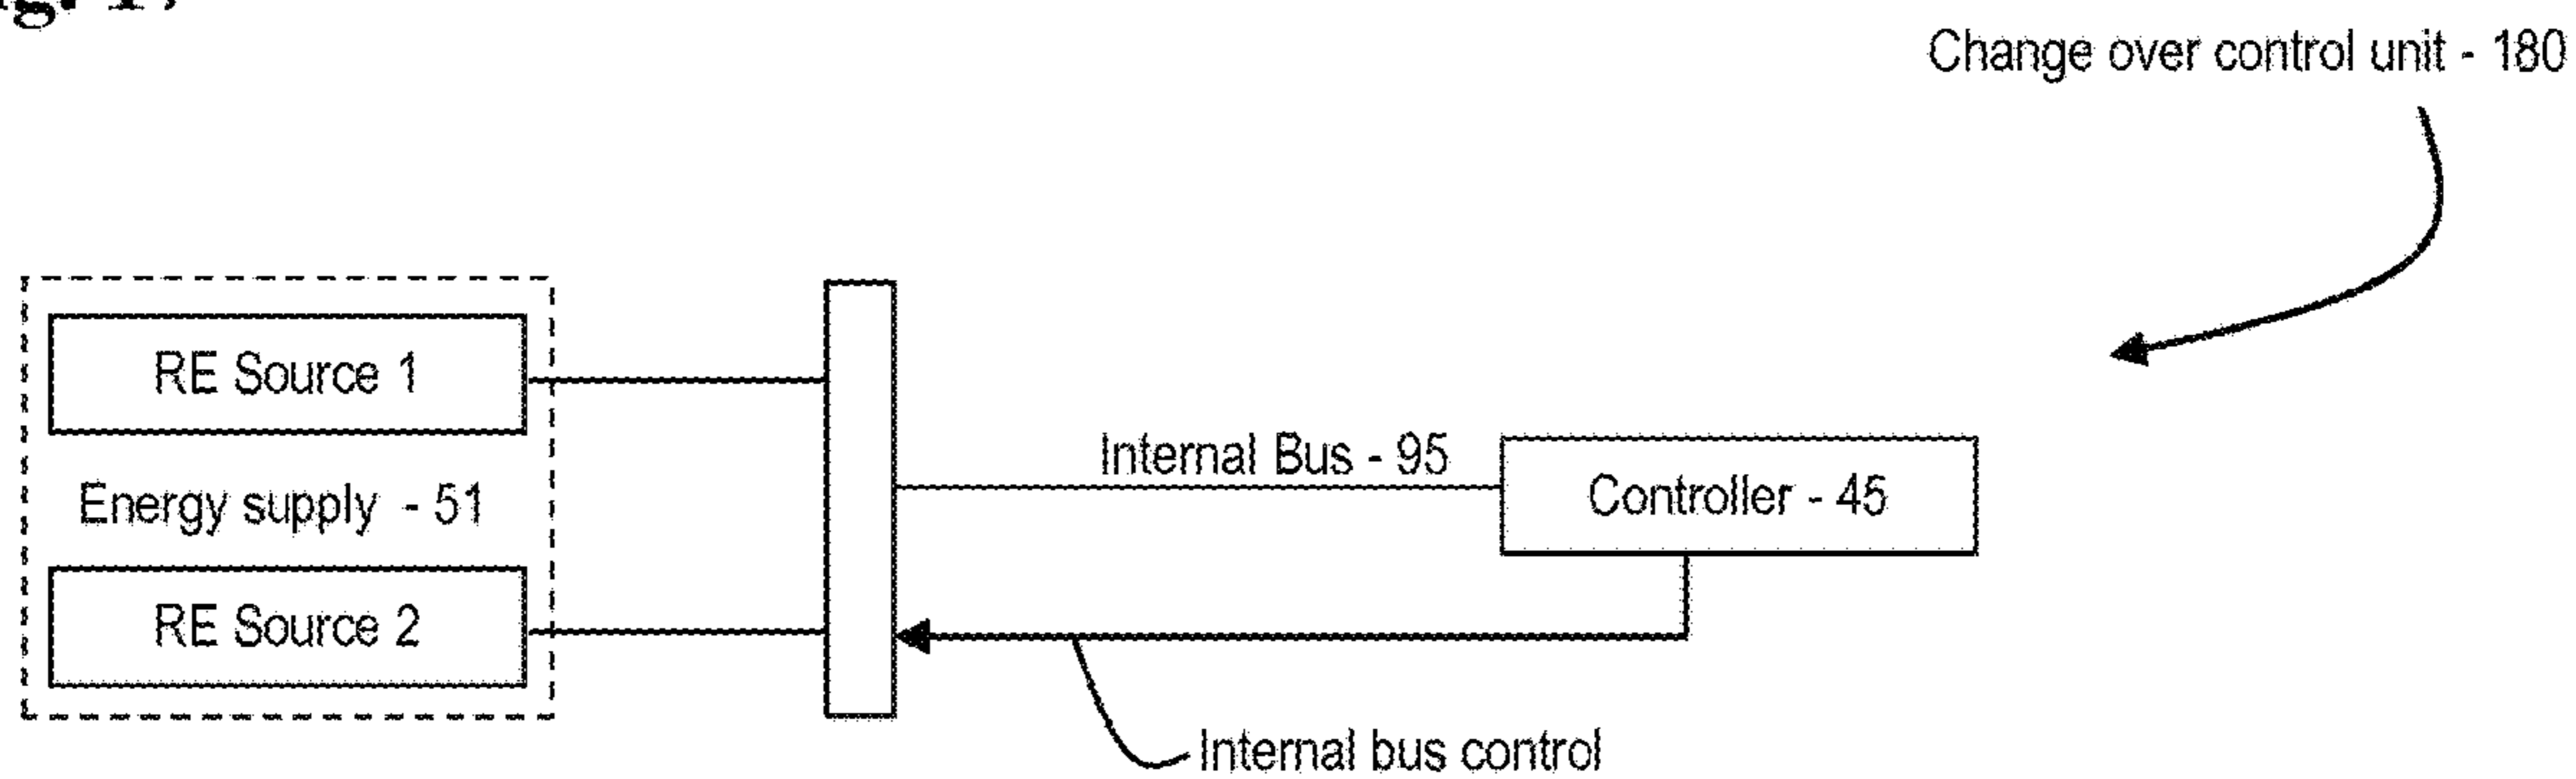 Change over control unit - 180
RE Source 1
Internal Bus - 95
Controller - 45
Energy supply - 51
RE Source 2
Internal bus control